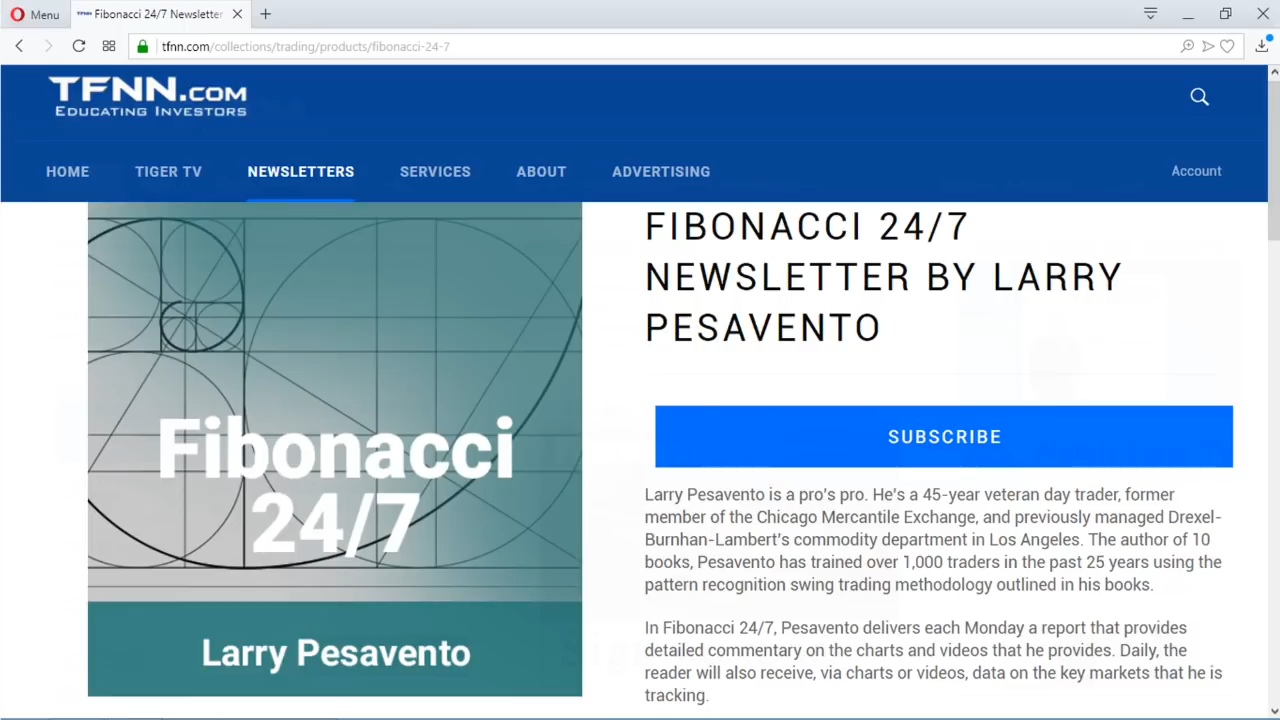 Menu
Fibonacci 24/7 Newsletter
tfnn.com/collections/trading/products/fibonacci-24-7
TFNN.COM
EDUCATING INVESTORS
HOME TIGER TV NEWSLETTERS SERVICES ABOUT ADVERTISING Account
Fibonacci
24/7
Larry Pesavento
FIBONACCI 24/7
NEWSLETTER BY LARRY
PESAVENTO
SUBSCRIBE
Larry Pesavento is a pro's pro. He's a 45-year veteran day trader, former
member of the Chicago Mercantile Exchange, and previously managed Drexel-
Burnhan-Lambert's commodity department in Los Angeles. The author of 10
books, Pesavento has trained over 1,000 traders in the past 25 years using the
pattern recognition swing trading methodology outlined in his books.
In Fibonacci 24/7, Pesavento delivers each Monday a report that provides
detailed commentary on the charts and videos that he provides. Daily, the
reader will also receive, via charts or videos, data on the key markets that he is
tracking.